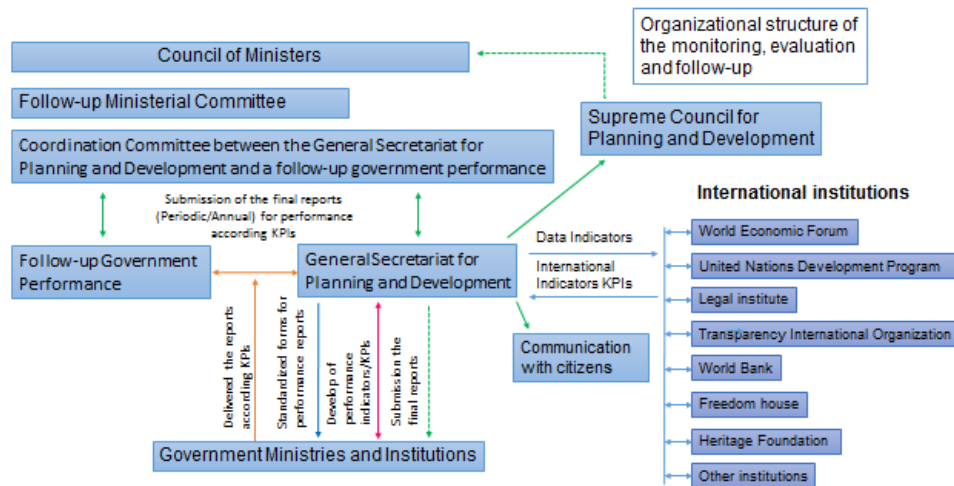 Organizational structure of
the monitoring, evaluation
and follow-up
Council of Ministers
Follow-up Ministerial Committee
Supreme Council for
Planning and Development
Coordination Committee between the General Secretariat for
Planning and Development and a follow-up government performance
Submission of the final reports
(Periodic/Annual) for performance
according KPIs
International institutions
Follow-up Government
Performance
General Secretariat for
Planning and Development
Data Indicators
International
Indicators KPIs
World Economic Forum
United Nations Development Program
Legal institute
Transparency International Organization
World Bank
Freedom house
Heritage Foundation
Other institutions
Communication
with citizens
Delivered the reports
according KPIs
Standardized forms for
performance reports
Develop of
performance
indicators/KPIs
Submission the
final reports
Government Ministries and Institutions